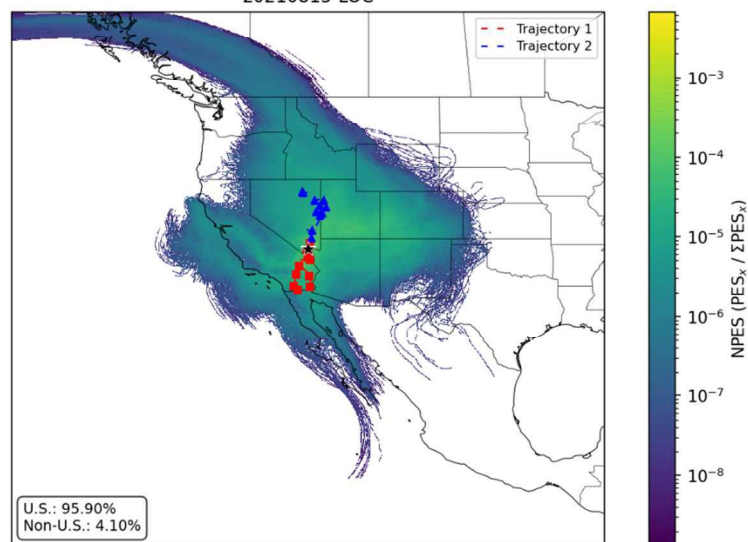 Trajectory 1
Trajectory 2
10⁻³
10⁻⁴
10⁻⁵
10⁻⁶
10⁻⁷
10⁻⁸
NPES (PESₓ / ΣPESₓ)
U.S.: 95.90%
Non-U.S.: 4.10%